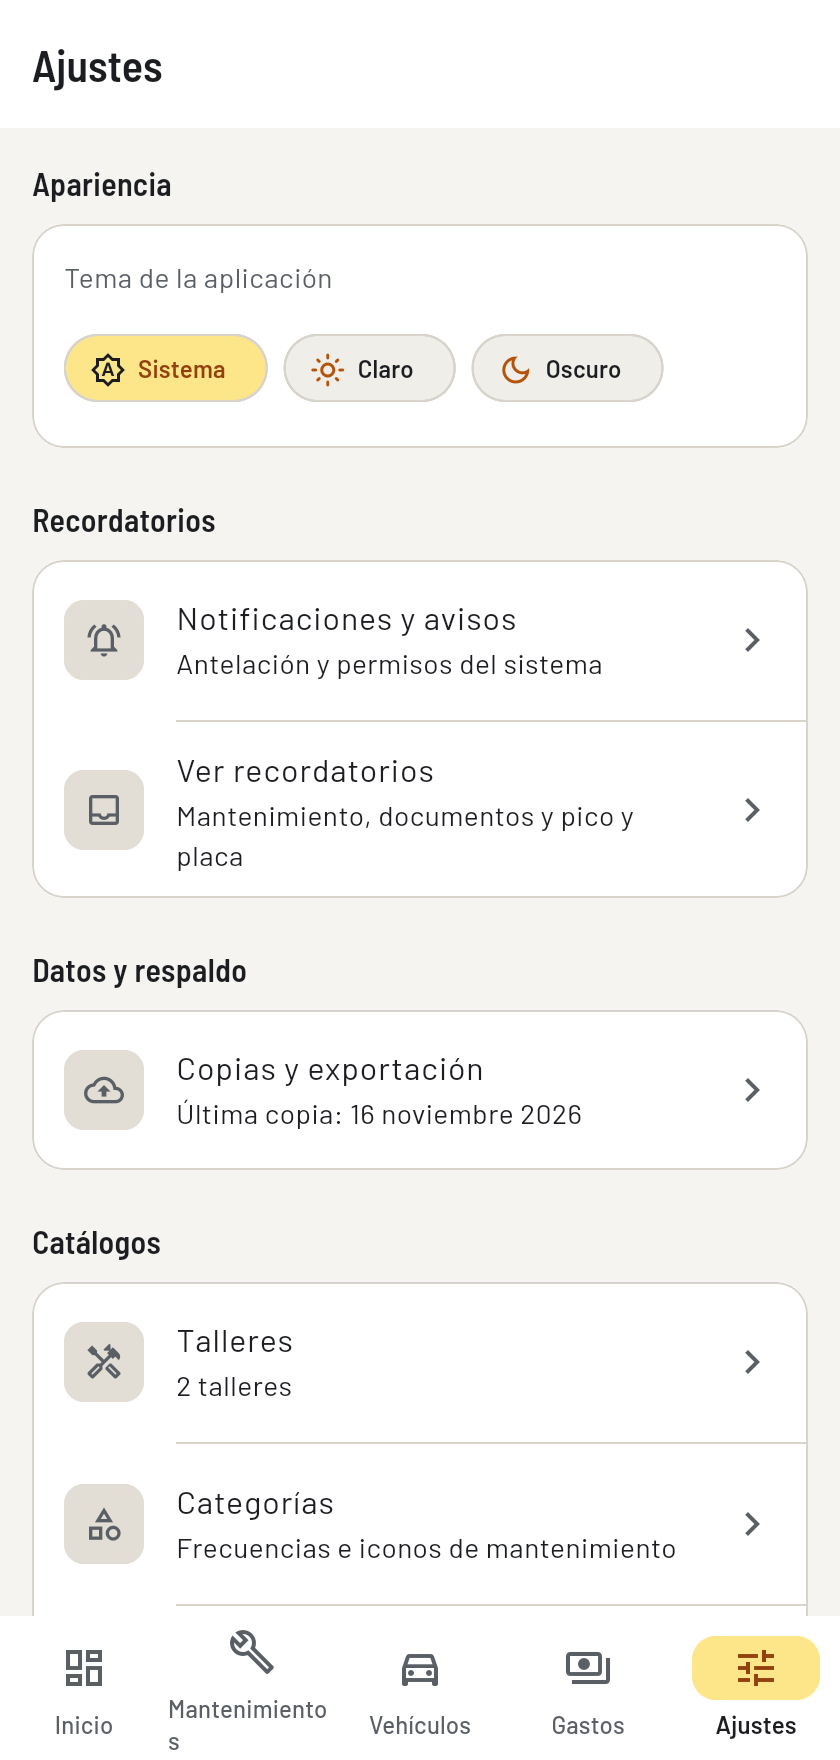 Ajustes
Apariencia
Tema de la aplicación
Sistema
Claro
Oscuro
Recordatorios
Notificaciones y avisos
Antelación y permisos del sistema
Ver recordatorios
Mantenimiento, documentos y pico y
placa
Datos y respaldo
Copias y exportación
Última copia: 16 noviembre 2026
Catálogos
Talleres
2 talleres
Categorías
Frecuencias e iconos de mantenimiento
Inicio
Mantenimiento
s
Vehículos
Gastos
Ajustes